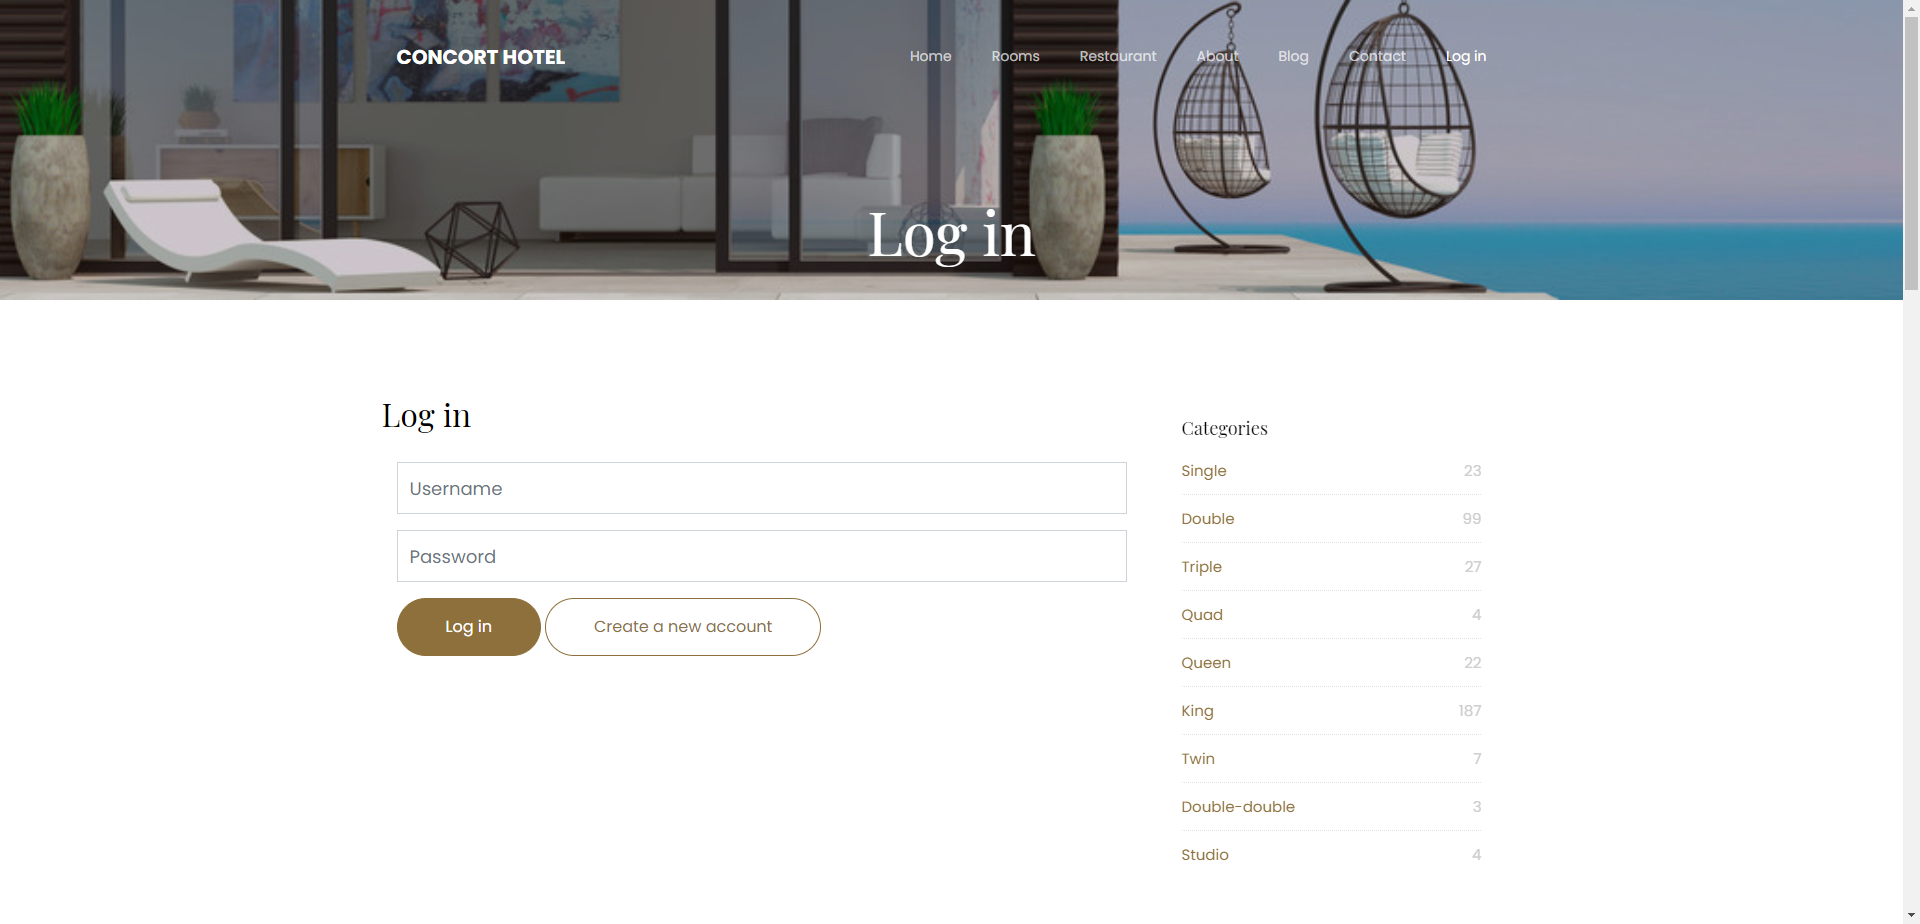 CONCORT HOTEL
Home Rooms Restaurant About Blog Contact Log in
Log in
Log in
Username
Password
Log in Create a new account
Categories
Single 23
Double 99
Triple 27
Quad 4
Queen 22
King 187
Twin 7
Double-double 3
Studio 4